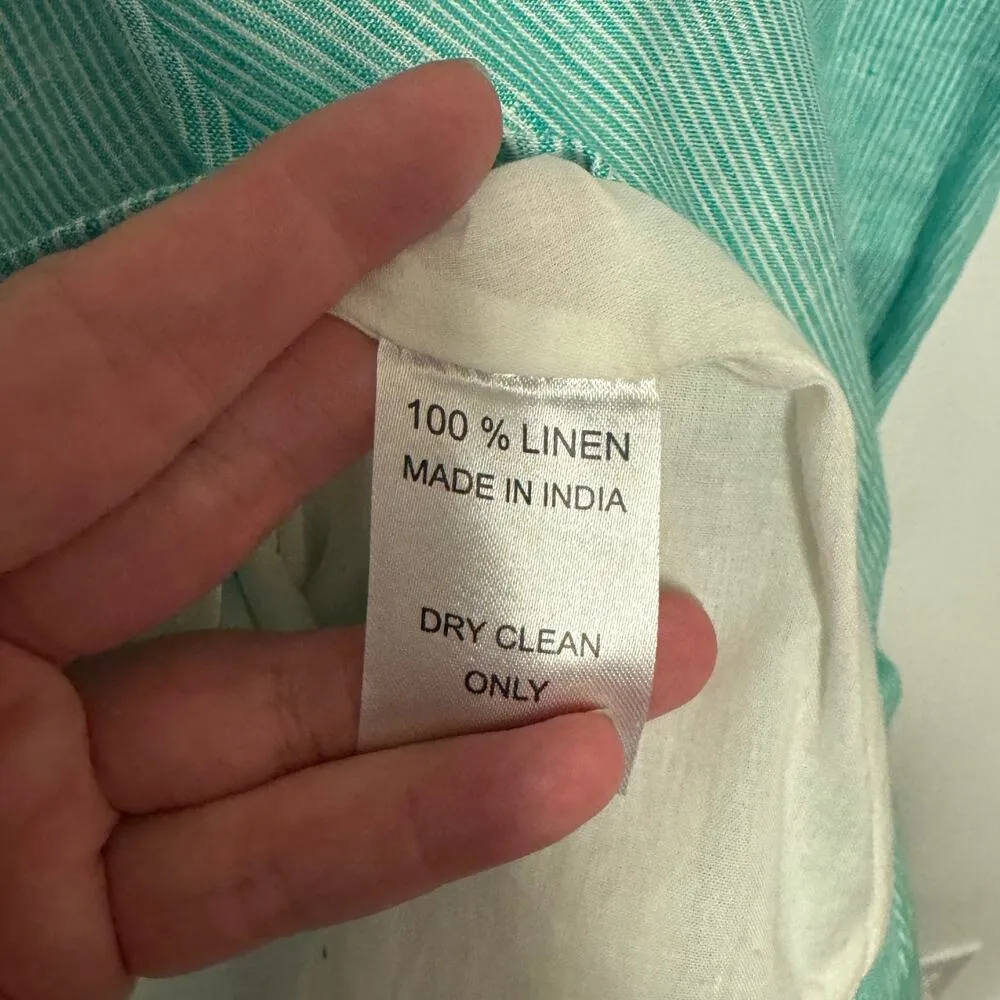 100 % LINEN
MADE IN INDIA
DRY CLEAN
ONLY